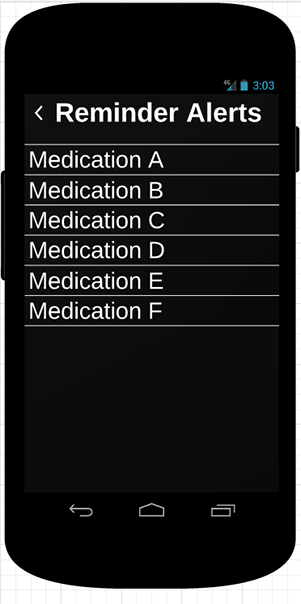 4G 3:03
Reminder Alerts
Medication A
Medication B
Medication C
Medication D
Medication E
Medication F